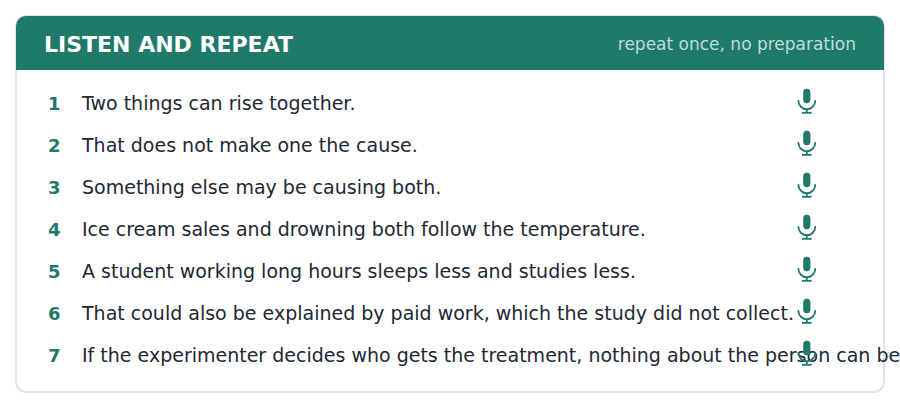 LISTEN AND REPEAT repeat once, no preparation
1 Two things can rise together.
2 That does not make one the cause.
3 Something else may be causing both.
4 Ice cream sales and drowning both follow the temperature.
5 A student working long hours sleeps less and studies less.
6 That could also be explained by paid work, which the study did not collect.
7 If the experimenter decides who gets the treatment, nothing about the person can be